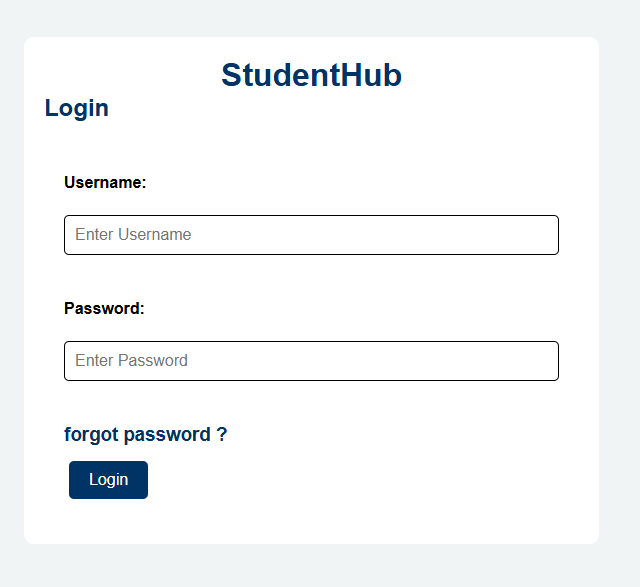 StudentHub
Login
Username:
Enter Username
Password:
Enter Password
forgot password ?
Login